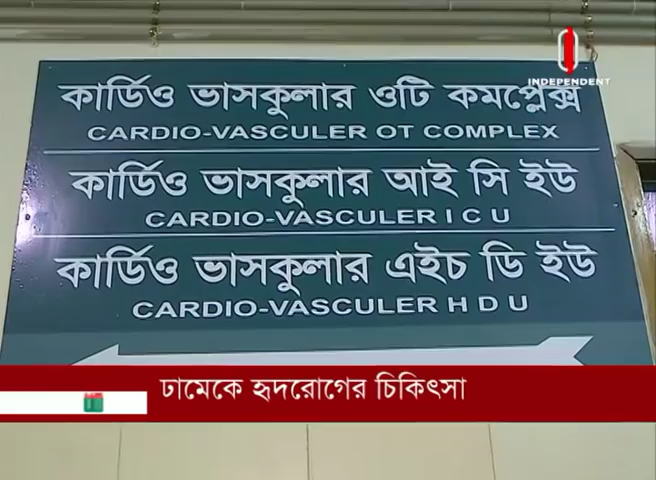 INDEPENDENT
কার্ডিও ভাসকুলার ওটি কমপ্লেক্স
CARDIO-VASCULER OT COMPLEX
কার্ডিও ভাসকুলার আই সি ইউ
CARDIO-VASCULER I C U
কার্ডিও ভাসকুলার এইচ ডি ইউ
CARDIO-VASCULER H D U
ঢামেকে হৃদরোগের চিকিৎসা